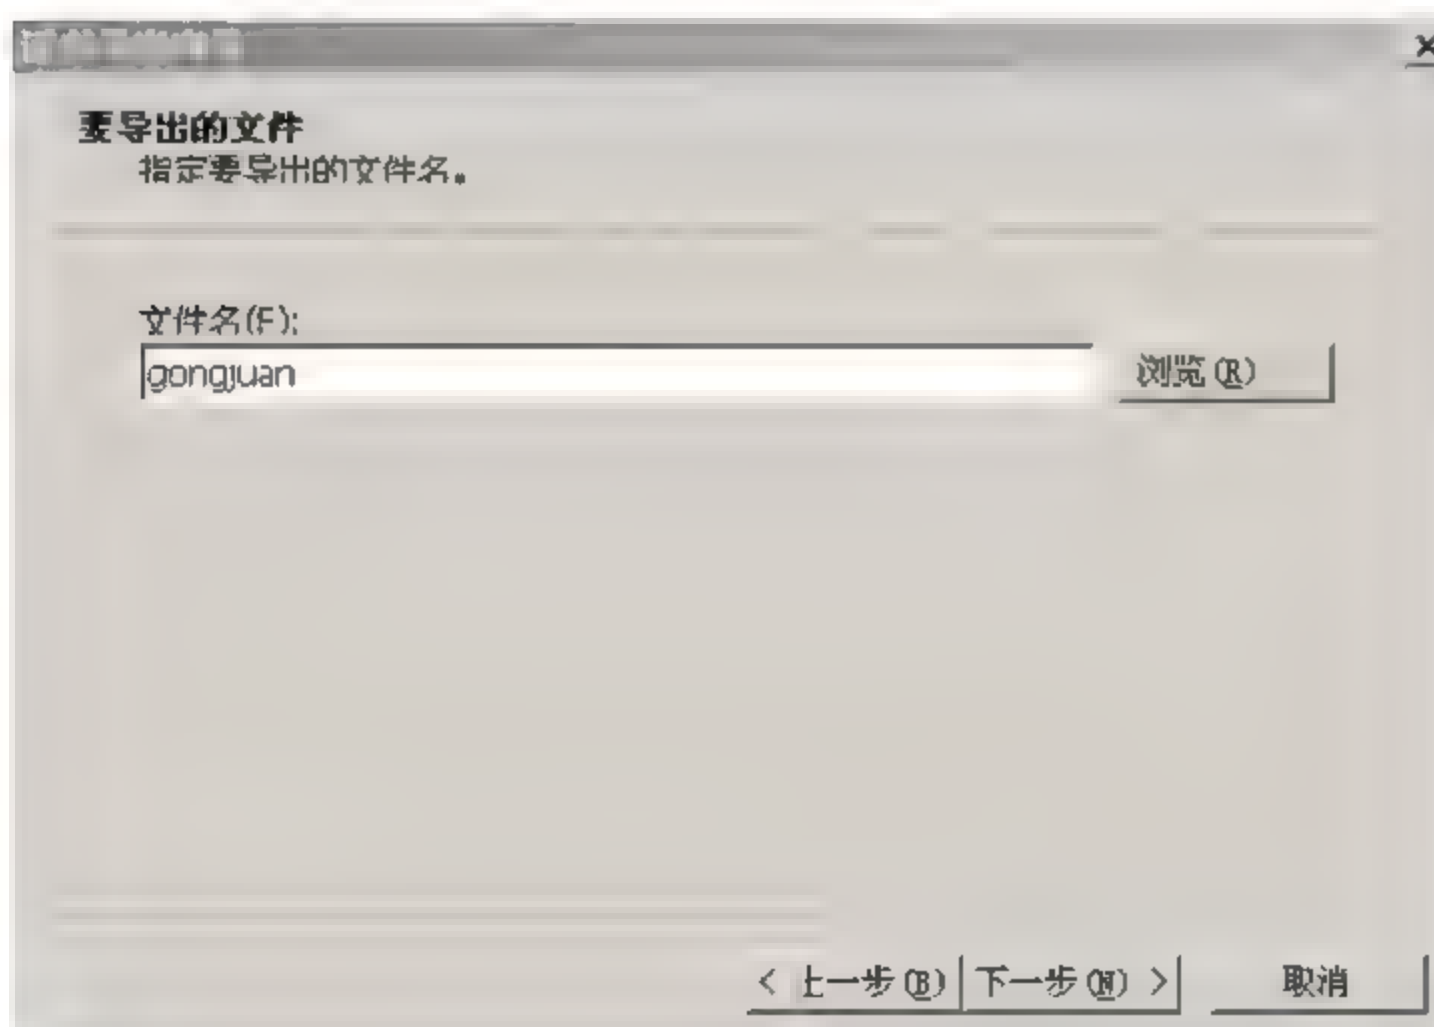 要导出的文件
指定要导出的文件名。
文件名(F):
gongjuan
浏览(R)
< 上一步(B)
下一步(N) >
取消